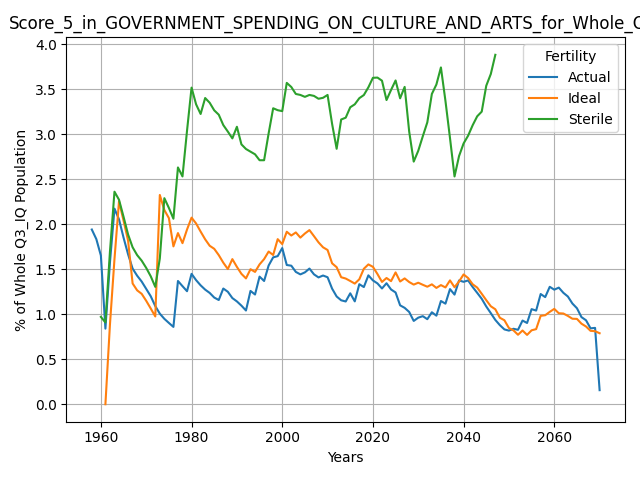 Score_5_in_GOVERNMENT_SPENDING_ON_CULTURE_AND_ARTS_for_Whole_
4.0
3.5
3.0
2.5
2.0
1.5
1.0
0.5
0.0
% of Whole Q3_IQ Population
Fertility
Actual
Ideal
Sterile
1960 1980 2000 2020 2040 2060
Years